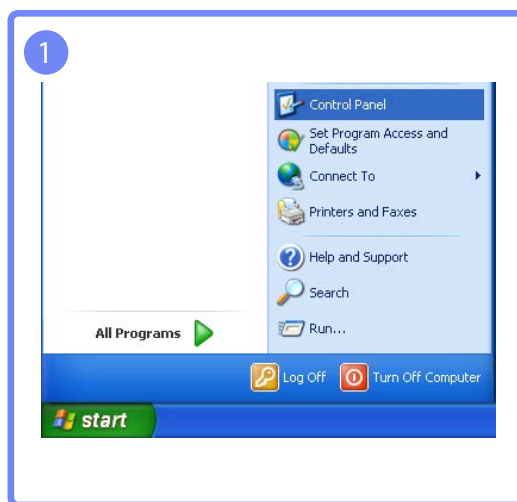 1
Control Panel
Set Program Access and
Defaults
Connect To
Printers and Faxes
Help and Support
Search
All Programs
Run...
Log Off
Turn Off Computer
start